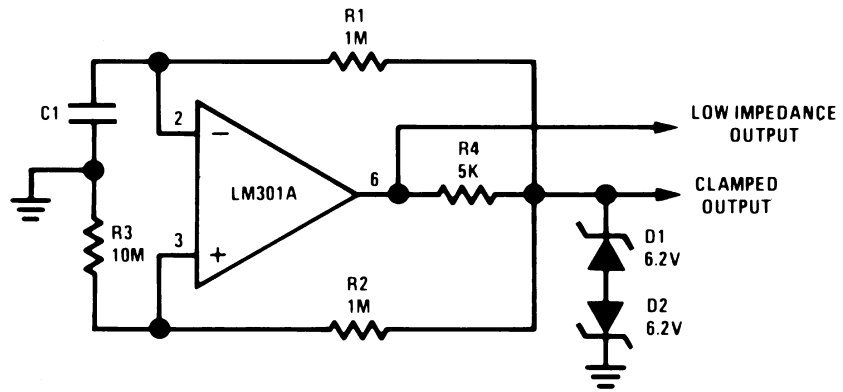 R1
1M
C1
2
−
LM301A
6
R4
5K
LOW IMPEDANCE
OUTPUT
CLAMPED
OUTPUT
R3
10M
3
+
R2
1M
D1
6.2V
D2
6.2V